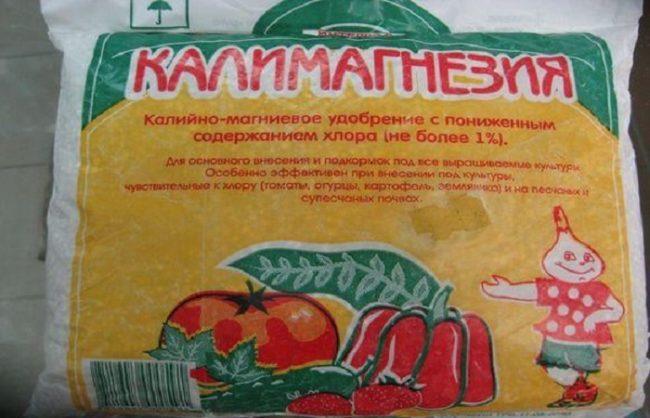 КАЛИМАГНЕЗИЯ
Калийно-магниевое удобрение с пониженным
содержанием хлора (не более 1%).
Для основного внесения и подкормок под все выращиваемые культуры.
Особенно эффективен при внесении под культуры,
чувствительные к хлору (томаты, огурцы, картофель, земляника) и на песчаных и
супесчаных почвах.